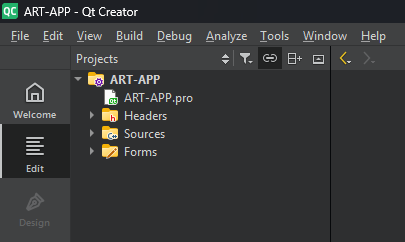 QC ART-APP - Qt Creator
File Edit View Build Debug Analyze Tools Window Help
Projects
Welcome
Edit
Design
ART-APP
ART-APP.pro
Headers
Sources
Forms